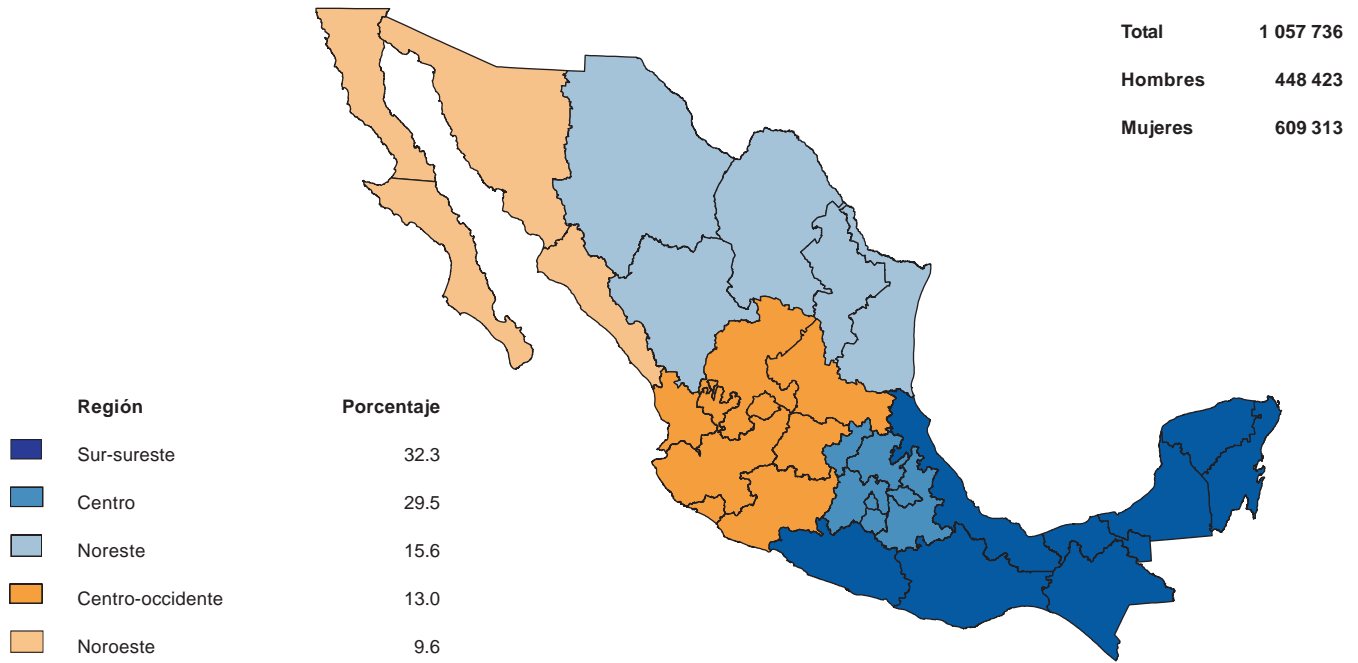 Total 1 057 736
Hombres 448 423
Mujeres 609 313
Región Porcentaje
Sur-sureste 32.3
Centro 29.5
Noreste 15.6
Centro-occidente 13.0
Noroeste 9.6